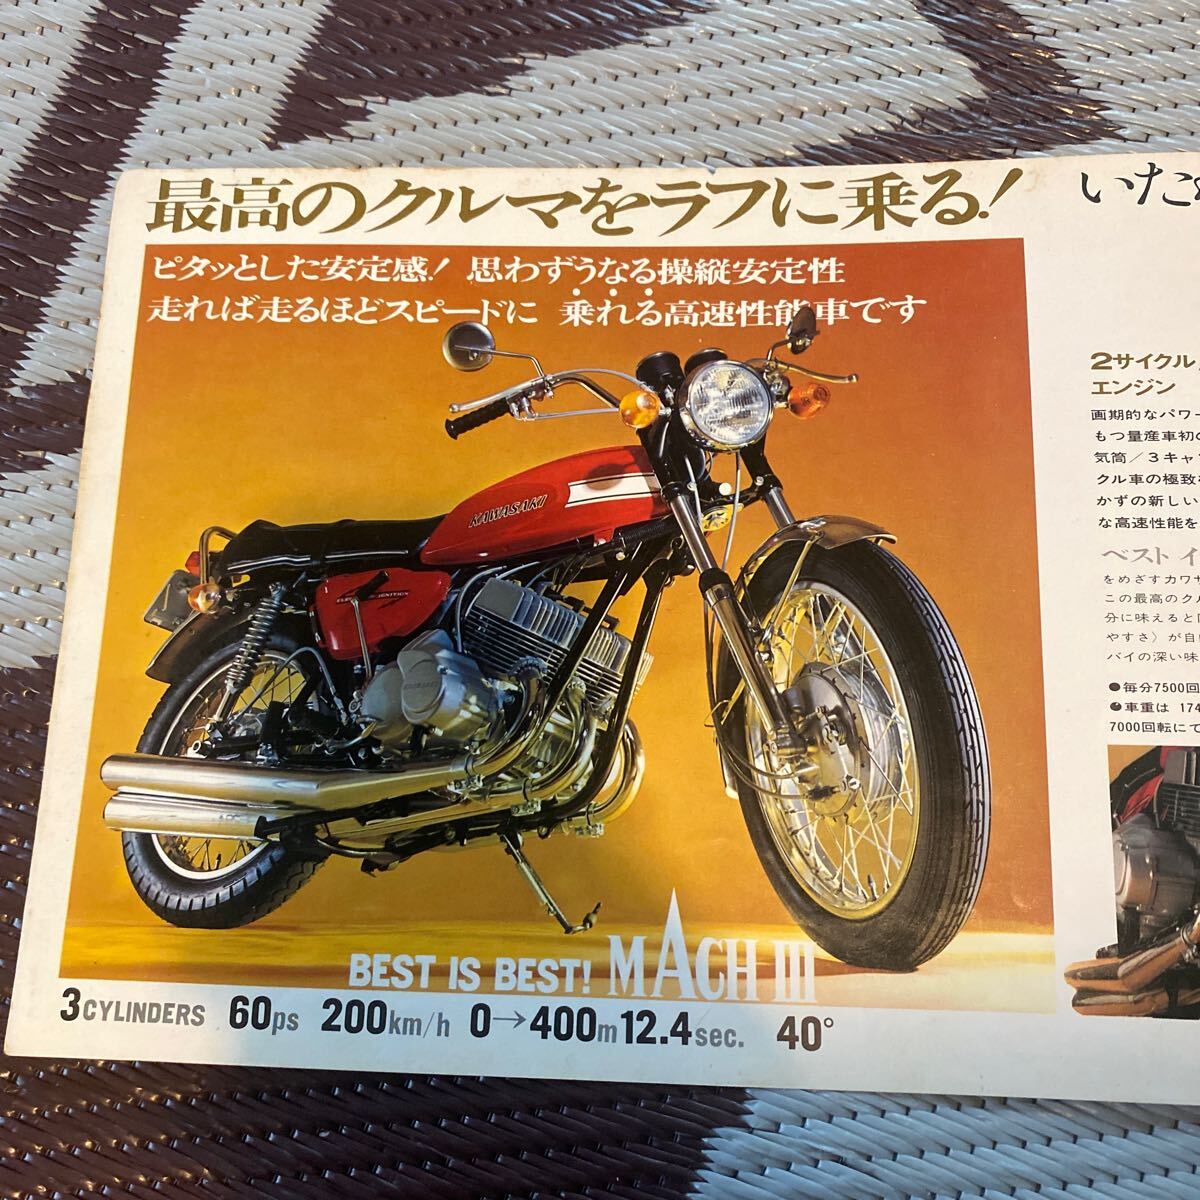 最高のクルマをラフに乗る!
ピタッとした安定感! 思わずうなる操縦安定性
走れば走るほどスピードに 乗れる高速性能車です
KAWASAKI
BEST IS BEST! MACH III
3CYLINDERS 60ps 200km/h 0→400m12.4sec. 40°
いた
2サイクル
エンジン
画期的なパワー
もつ量産車初の
気筒/3キャ
クル車の極致
かずの新しい
な高速性能を
ベスト イ
をめざすカワサ
この最高のクル
分に味えると
やすさ〉が自
バイの深い味
●毎分7500回
●車重は 174
7000回転にて